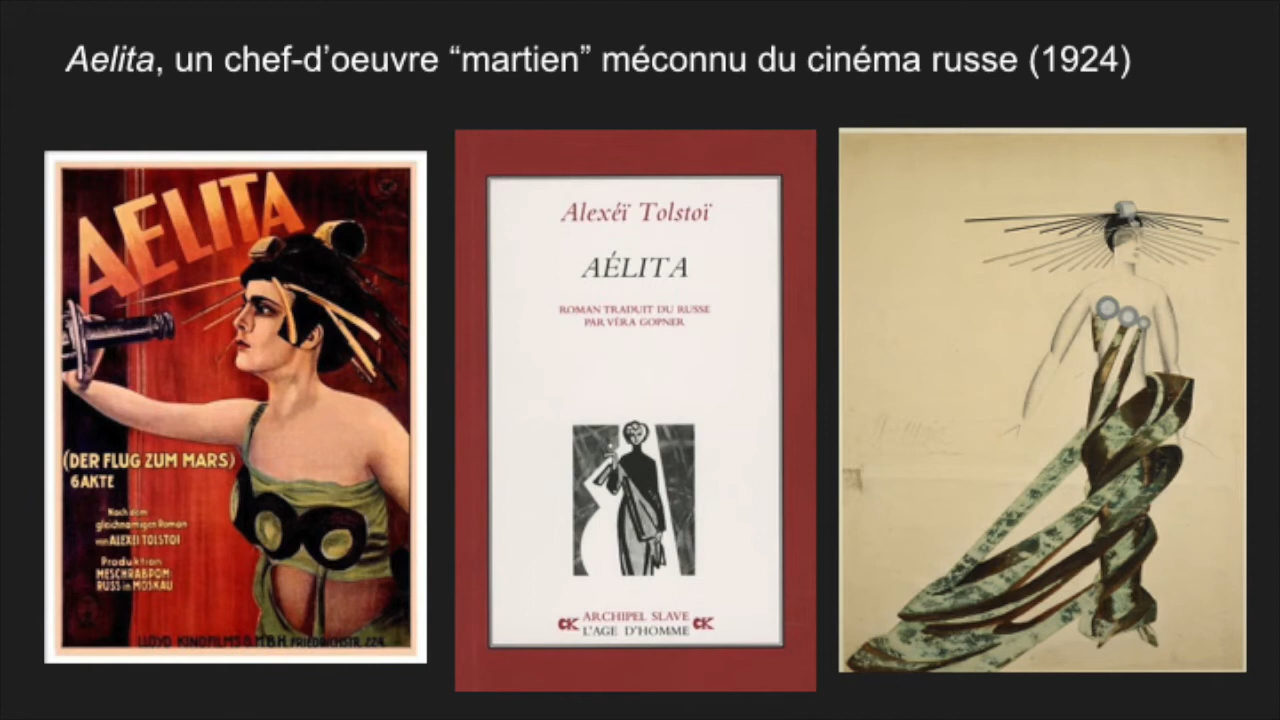 Aelita, un chef-d’oeuvre “martien” méconnu du cinéma russe (1924)
AELITA
(DER FLUG ZUM MARS)
6 AKTE
Nach dem
gleichnamigen Roman
von ALEXEI TOLSTOI
Produktion
MESCHRABPOM-
RUSS in MOSKAU
LLOYD KINOFILMS G.M.B.H. FRIEDRICHSTR. 224
Alexéï Tolstoï
AÉLITA
ROMAN TRADUIT DU RUSSE
PAR VÉRA GOPNER
ARCHIPEL SLAVE
L'AGE D'HOMME